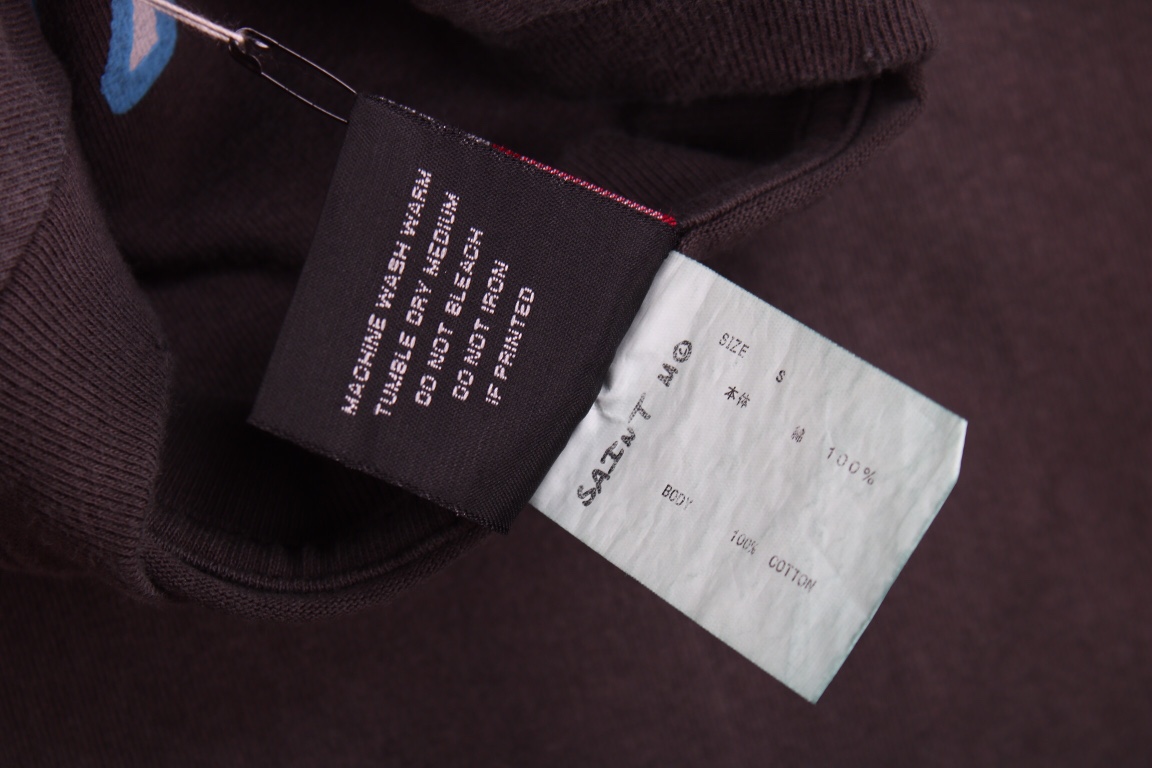 MACHINE WASH WARM
TUMBLE DRY MEDIUM
DO NOT BLEACH
DO NOT IRON
IF PRINTED
SAINT MO
SIZE
S
本体
綿 100%
BODY
100% COTTON